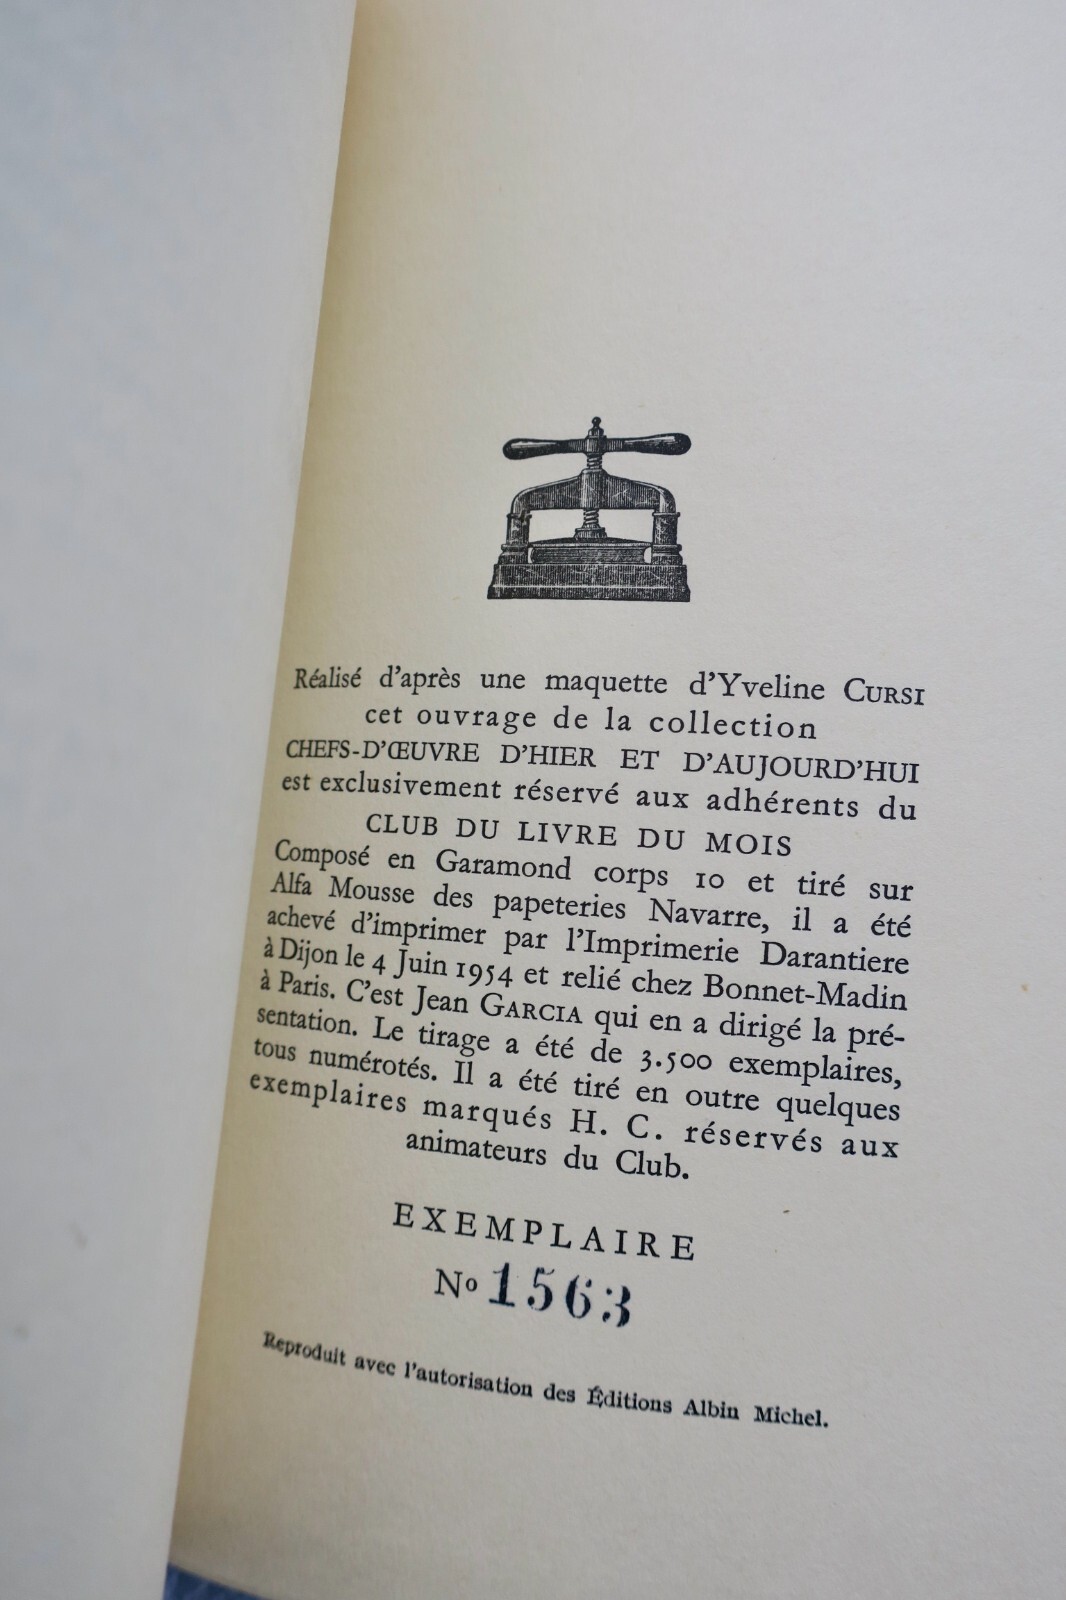 Réalisé d'après une maquette d'Yveline CURSI
cet ouvrage de la collection
CHEFS-D'ŒUVRE D'HIER ET D'AUJOURD'HUI
est exclusivement réservé aux adhérents du
CLUB DU LIVRE DU MOIS
Composé en Garamond corps 10 et tiré sur
Alfa Mousse des papeteries Navarre, il a été
achevé d'imprimer par l'Imprimerie Darantiere
à Dijon le 4 Juin 1954 et relié chez Bonnet-Madin
à Paris. C'est Jean GARCIA qui en a dirigé la pré-
sentation. Le tirage a été de 3.500 exemplaires,
tous numérotés. Il a été tiré en outre quelques
exemplaires marqués H. C. réservés aux
animateurs du Club.
EXEMPLAIRE
No 1563
Reproduit avec l'autorisation des Éditions Albin Michel.